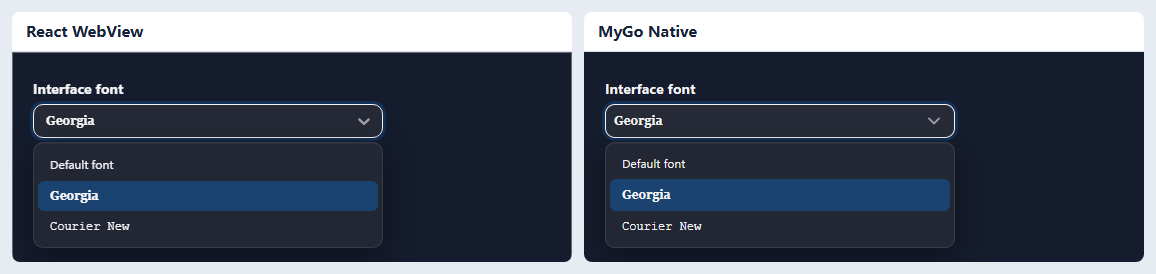 React WebView
Interface font
Georgia
Default font
Georgia
Courier New
MyGo Native
Interface font
Georgia
Default font
Georgia
Courier New